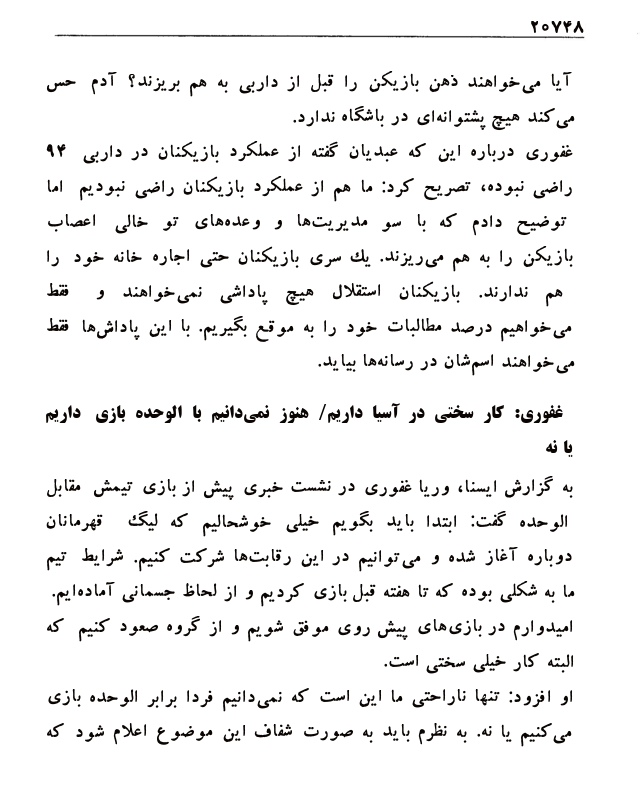 ۲۰۷۴۸
آیا می‌خواهند ذهن بازیکن را قبل از داربی به هم بریزند؟ آدم حس
می‌کند هیچ پشتوانه‌ای در باشگاه ندارد.
غفوری درباره این که عبدیان گفته از عملکرد بازیکنان در داربی ۹۴
راضی نبوده، تصریح کرد: ما هم از عملکرد بازیکنان راضی نبودیم اما
توضیح دادم که با سو مدیریت‌ها و وعده‌های تو خالی اعصاب
بازیکن را به هم می‌ریزند. یك سری بازیکنان حتی اجاره خانه خود را
هم ندارند. بازیکنان استقلال هیچ پاداشی نمی‌خواهند و فقط
می‌خواهیم درصد مطالبات خود را به موقع بگیریم. با این پاداش‌ها فقط
می‌خواهند اسم‌شان در رسانه‌ها بیاید.
غفوری: کار سختی در آسیا داریم/ هنوز نمی‌دانیم با الوحده بازی داریم
یا نه
به گزارش ایسنا، وریا غفوری در نشست خبری پیش از بازی تیمش مقابل
الوحده گفت: ابتدا باید بگویم خیلی خوشحالیم که لیگ قهرمانان
دوباره آغاز شده و می‌توانیم در این رقابت‌ها شرکت کنیم. شرایط تیم
ما به شکلی بوده که تا هفته قبل بازی کردیم و از لحاظ جسمانی آماده‌ایم.
امیدوارم در بازی‌های پیش روی موفق شویم و از گروه صعود کنیم که
البته کار خیلی سختی است.
او افزود: تنها ناراحتی ما این است که نمی‌دانیم فردا برابر الوحده بازی
می‌کنیم یا نه. به نظرم باید به صورت شفاف این موضوع اعلام شود که